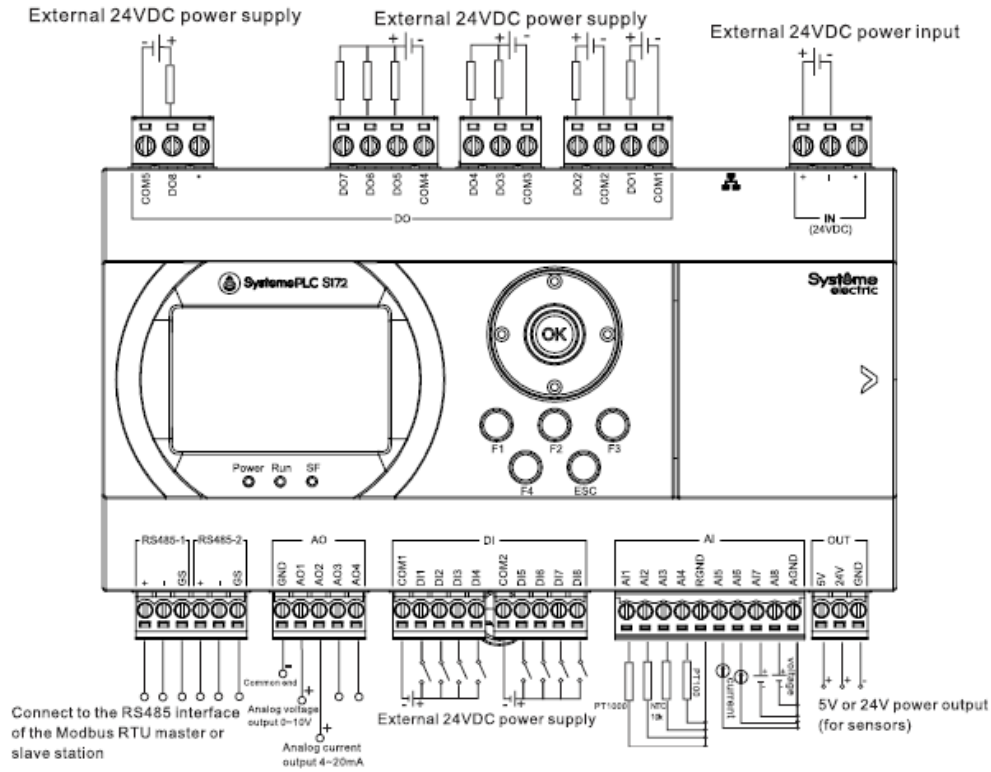 External 24VDC power supply
External 24VDC power supply
External 24VDC power input
COM5 DO8 •
DO7 DO6 DO5 COM4
DO4 DO3 COM3
DO2 COM2 DO1 COM1
+ - +
DO
IN
(24VDC)
SystemePLC S172
Système
electric
OK
F1 F2 F3
F4 ESC
Power Run SF
RS485-1 RS485-2
AO
DI
AI
OUT
+ - GS + - GS
GND AO1 AO2 AO3 AO4
COM1 DI1 DI2 DI3 DI4
COM2 DI5 DI6 DI7 DI8
AI1 AI2 AI3 AI4 RGND AI5 AI6 AI7 AI8 AGND
5V 24V GND
Connect to the RS485 interface
of the Modbus RTU master or
slave station
Common end
Analog voltage
output 0~10V
Analog current
output 4~20mA
External 24VDC power supply
PT1000
NTC
10k
PT100
current
voltage
5V or 24V power output
(for sensors)